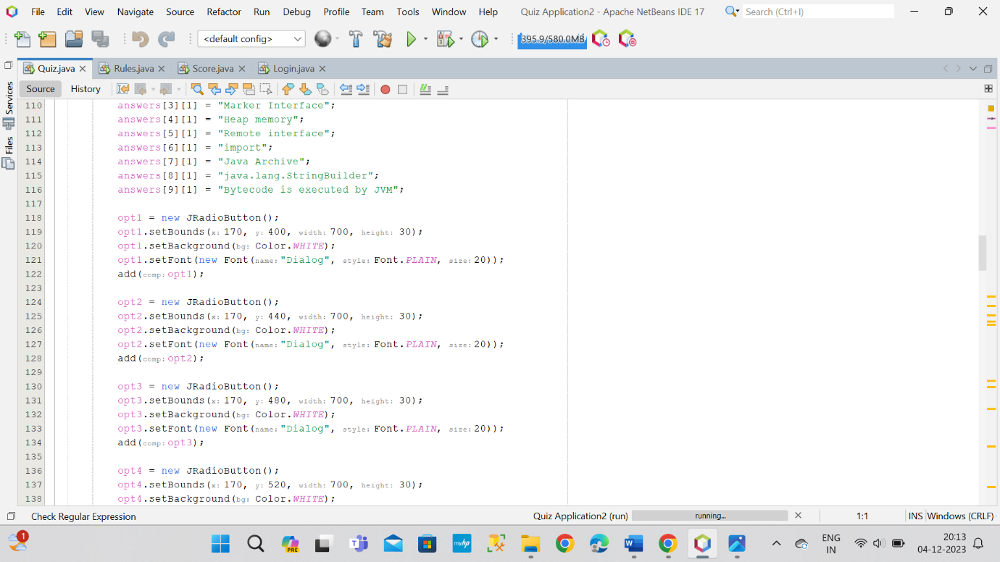 File Edit View Navigate Source Refactor Run Debug Profile Team Tools Window Help Quiz Application2 - Apache NetBeans IDE 17 Search (Ctrl+I)
<default config> 395.9/580.0MB
Quiz.java Rules.java Score.java Login.java
Source History
Services
Files
110 answers[3][1] = "Marker Interface";
111 answers[4][1] = "Heap memory";
112 answers[5][1] = "Remote interface";
113 answers[6][1] = "import";
114 answers[7][1] = "Java Archive";
115 answers[8][1] = "java.lang.StringBuilder";
116 answers[9][1] = "Bytecode is executed by JVM";
117
118 opt1 = new JRadioButton();
119 opt1.setBounds(x: 170, y: 400, width: 700, height: 30);
120 opt1.setBackground(bg: Color.WHITE);
121 opt1.setFont(new Font(name: "Dialog", style: Font.PLAIN, size: 20));
122 add(comp: opt1);
123
124 opt2 = new JRadioButton();
125 opt2.setBounds(x: 170, y: 440, width: 700, height: 30);
126 opt2.setBackground(bg: Color.WHITE);
127 opt2.setFont(new Font(name: "Dialog", style: Font.PLAIN, size: 20));
128 add(comp: opt2);
129
130 opt3 = new JRadioButton();
131 opt3.setBounds(x: 170, y: 480, width: 700, height: 30);
132 opt3.setBackground(bg: Color.WHITE);
133 opt3.setFont(new Font(name: "Dialog", style: Font.PLAIN, size: 20));
134 add(comp: opt3);
135
136 opt4 = new JRadioButton();
137 opt4.setBounds(x: 170, y: 520, width: 700, height: 30);
138 opt4.setBackground(bg: Color.WHITE);
Check Regular Expression Quiz Application2 (run) running... 1:1 INS Windows (CRLF)
1 PRE myhp ENG 20:13
IN 04-12-2023